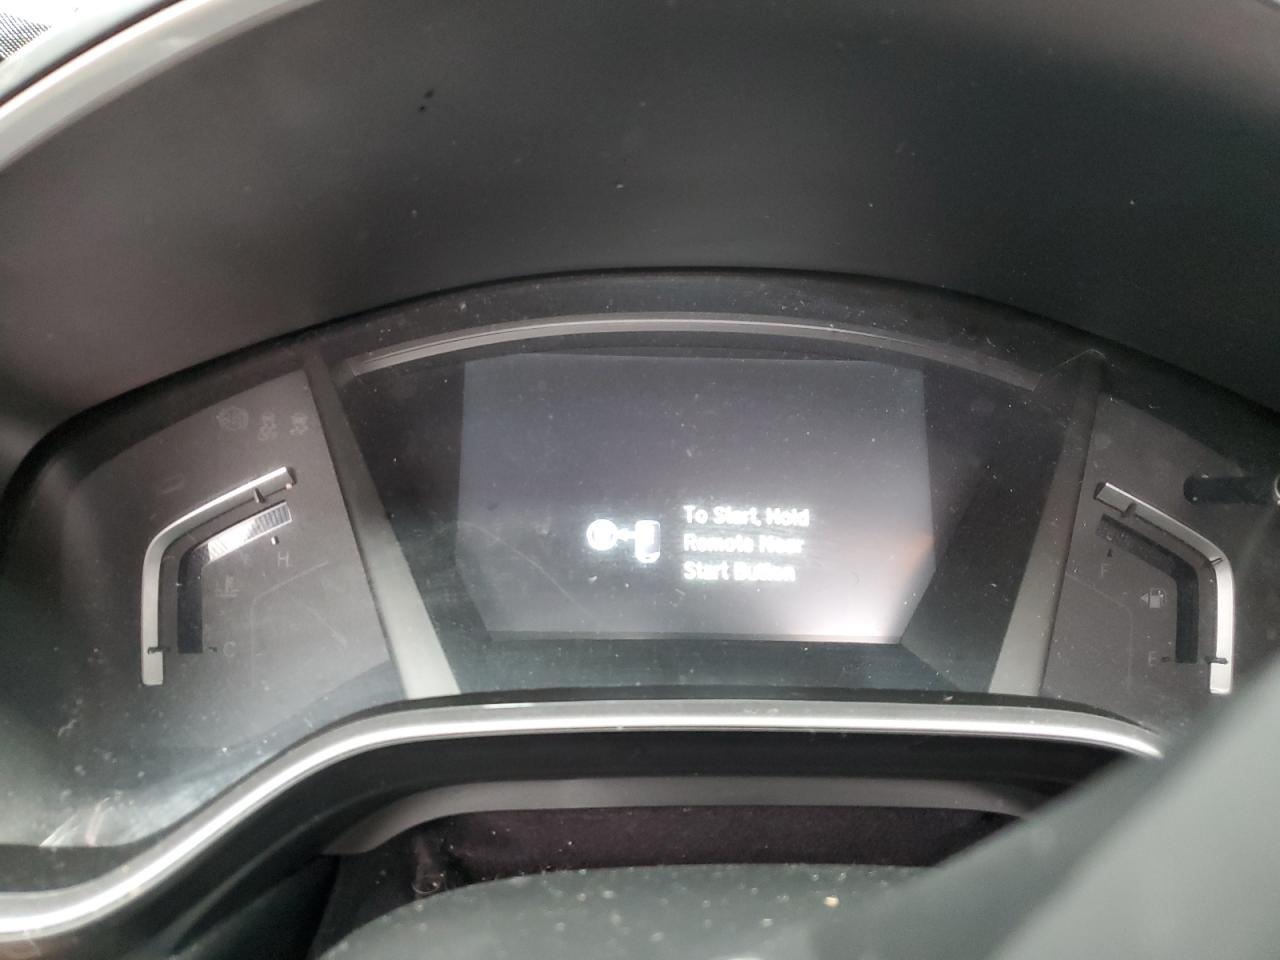 To Start, Hold
Remote Near
Start Button
H
C
F
E